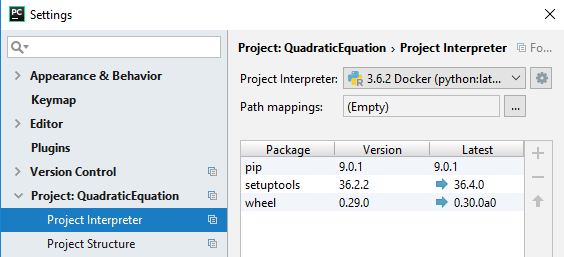 PC Settings
Project: QuadraticEquation › Project Interpreter Fo...
Appearance & Behavior
Project Interpreter: 3.6.2 Docker (python:lat...
Keymap
Path mappings: (Empty) ...
Editor
Plugins
Package Version Latest
pip 9.0.1 9.0.1
Version Control
setuptools 36.2.2 36.4.0
Project: QuadraticEquation
wheel 0.29.0 0.30.0a0
Project Interpreter
Project Structure